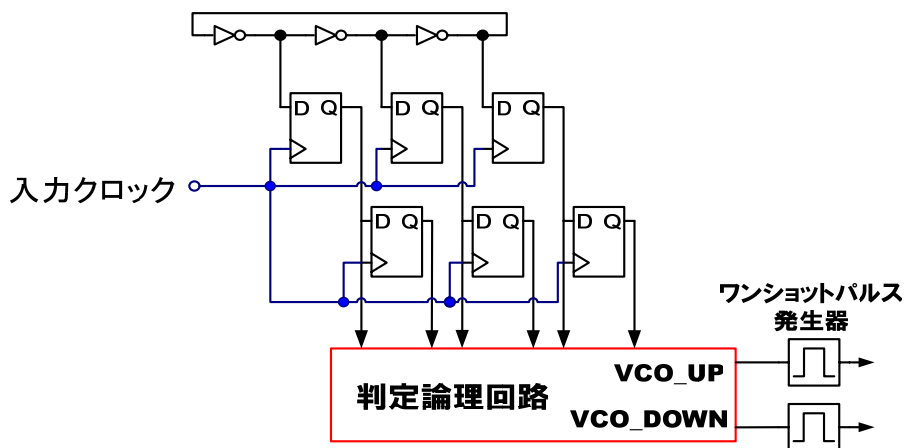 D Q
D Q
D Q
入力クロック
D Q
D Q
D Q
ワンショットパルス
発生器
判定論理回路
VCO_UP
VCO_DOWN